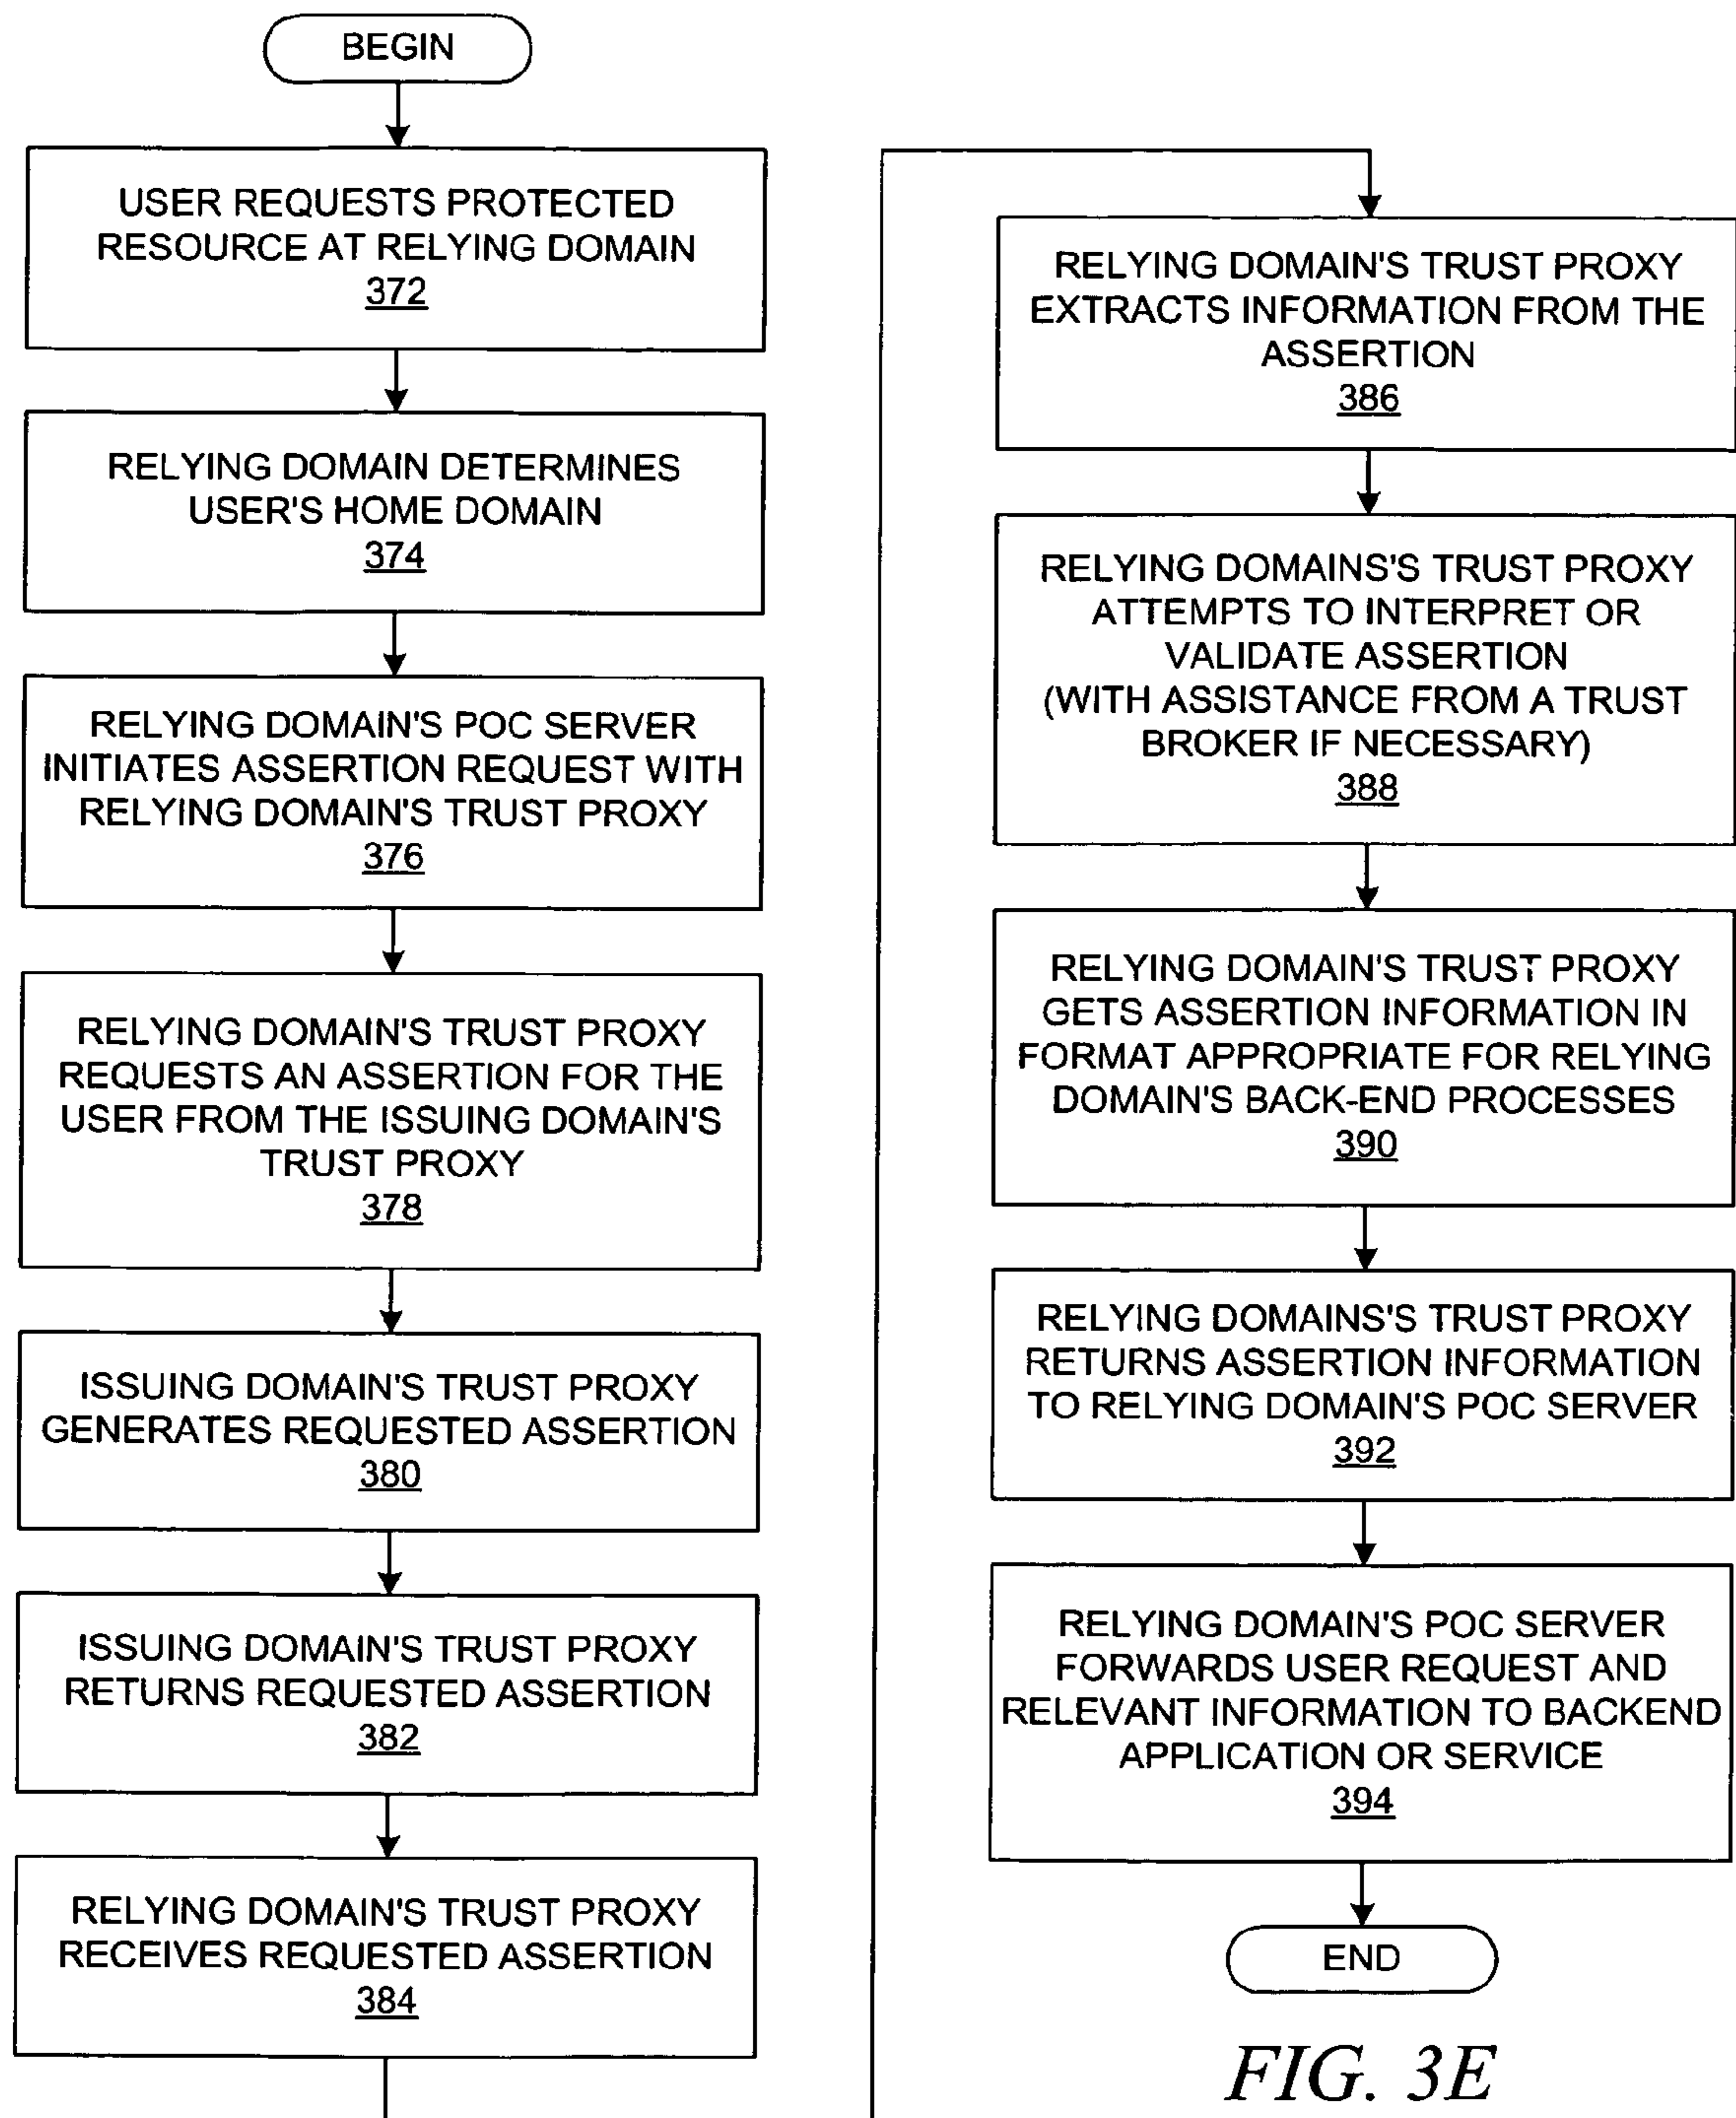 BEGIN
USER REQUESTS PROTECTED
RESOURCE AT RELYING DOMAIN
372
RELYING DOMAIN DETERMINES
USER'S HOME DOMAIN
374
RELYING DOMAIN'S POC SERVER
INITIATES ASSERTION REQUEST WITH
RELYING DOMAIN'S TRUST PROXY
376
RELYING DOMAIN'S TRUST PROXY
REQUESTS AN ASSERTION FOR THE
USER FROM THE ISSUING DOMAIN'S
TRUST PROXY
378
ISSUING DOMAIN'S TRUST PROXY
GENERATES REQUESTED ASSERTION
380
ISSUING DOMAIN'S TRUST PROXY
RETURNS REQUESTED ASSERTION
382
RELYING DOMAIN'S TRUST PROXY
RECEIVES REQUESTED ASSERTION
384
RELYING DOMAIN'S TRUST PROXY
EXTRACTS INFORMATION FROM THE
ASSERTION
386
RELYING DOMAINS'S TRUST PROXY
ATTEMPTS TO INTERPRET OR
VALIDATE ASSERTION
(WITH ASSISTANCE FROM A TRUST
BROKER IF NECESSARY)
388
RELYING DOMAIN'S TRUST PROXY
GETS ASSERTION INFORMATION IN
FORMAT APPROPRIATE FOR RELYING
DOMAIN'S BACK-END PROCESSES
390
RELYING DOMAINS'S TRUST PROXY
RETURNS ASSERTION INFORMATION
TO RELYING DOMAIN'S POC SERVER
392
RELYING DOMAIN'S POC SERVER
FORWARDS USER REQUEST AND
RELEVANT INFORMATION TO BACKEND
APPLICATION OR SERVICE
394
END
FIG. 3E